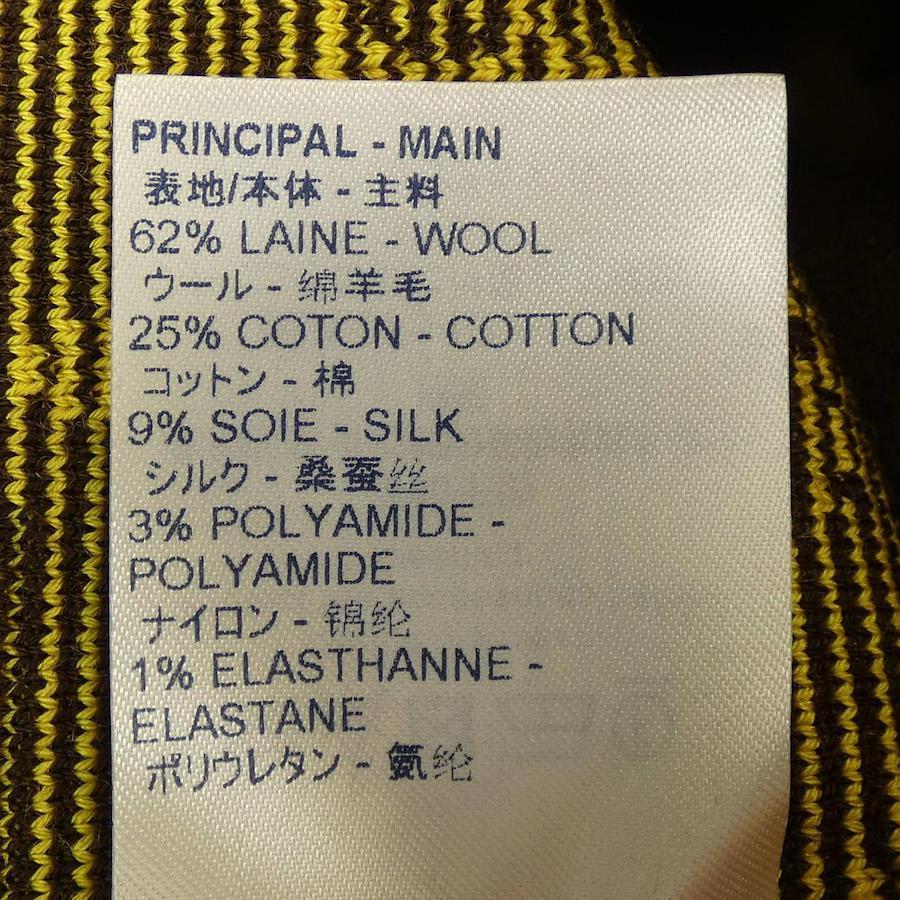 PRINCIPAL - MAIN
表地/本体 - 主料
62% LAINE - WOOL
ウール - 绵羊毛
25% COTON - COTTON
コットン - 棉
9% SOIE - SILK
シルク - 桑蚕丝
3% POLYAMIDE -
POLYAMIDE
ナイロン - 锦纶
1% ELASTHANNE -
ELASTANE
ポリウレタン - 氨纶